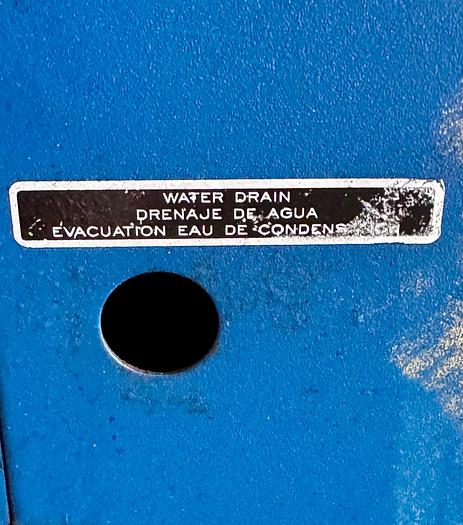 WATER DRAIN
DRENAJE DE AGUA
EVACUATION EAU DE